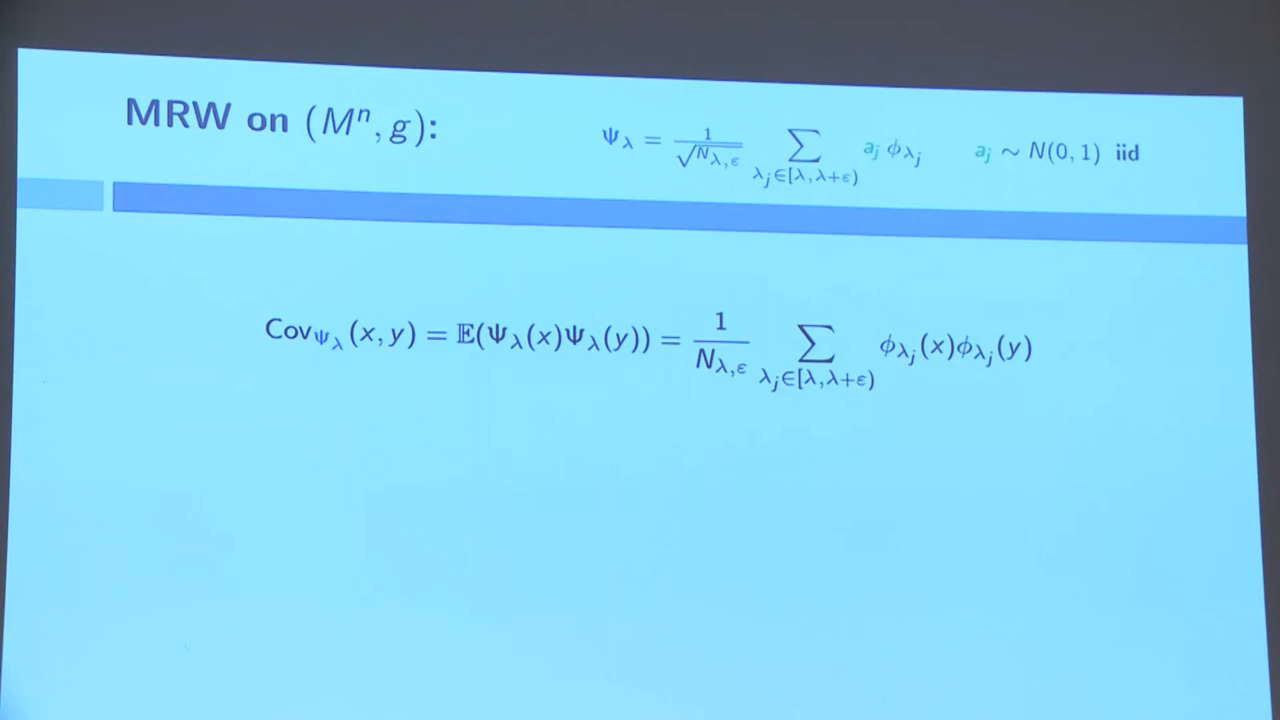 MRW on (Mⁿ, g):
Ψ_λ = 1/√N_{λ,ε} ∑_{λ_j∈[λ,λ+ε)} a_j ϕ_{λ_j} a_j ∼ N(0, 1) iid
Cov_{Ψ_λ}(x, y) = 𝔼(Ψ_λ(x)Ψ_λ(y)) = 1/N_{λ,ε} ∑_{λ_j∈[λ,λ+ε)} ϕ_{λ_j}(x)ϕ_{λ_j}(y)